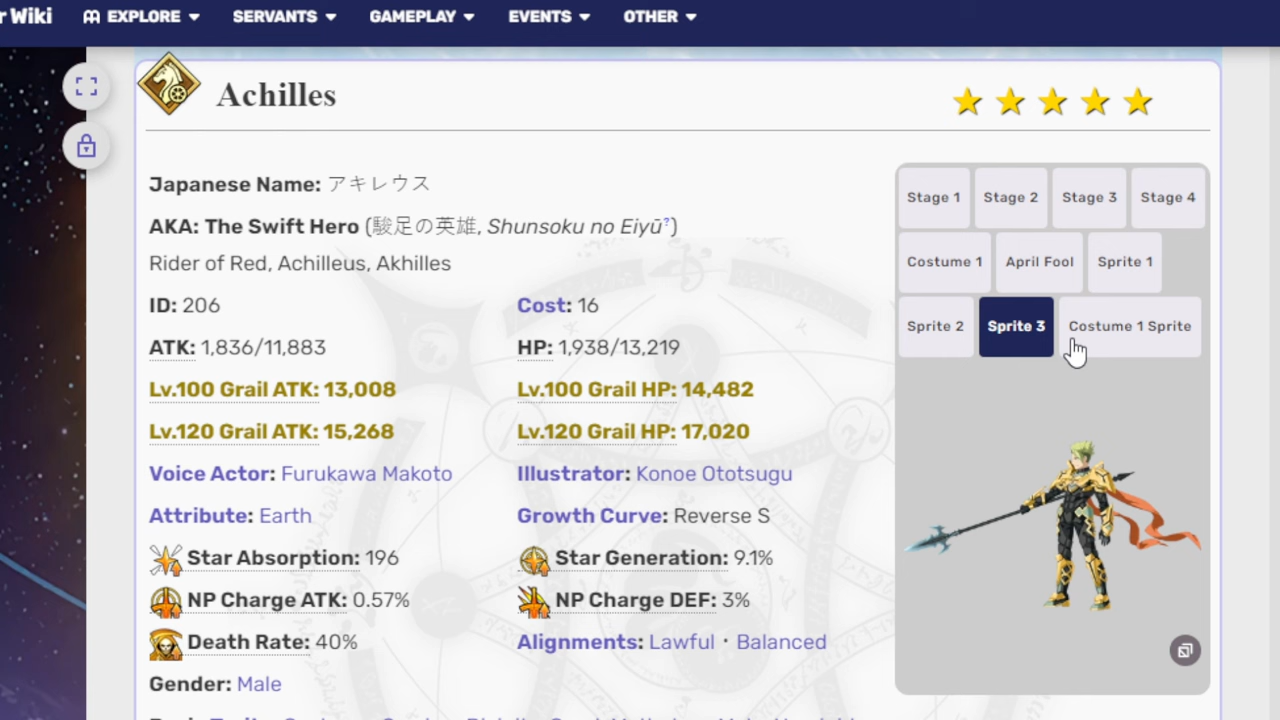 r Wiki EXPLORE SERVANTS GAMEPLAY EVENTS OTHER
Achilles
Japanese Name: アキレウス
AKA: The Swift Hero (駿足の英雄, Shunsoku no Eiyū?)
Rider of Red, Achilleus, Akhilles
ID: 206 Cost: 16
ATK: 1,836/11,883 HP: 1,938/13,219
Lv.100 Grail ATK: 13,008 Lv.100 Grail HP: 14,482
Lv.120 Grail ATK: 15,268 Lv.120 Grail HP: 17,020
Voice Actor: Furukawa Makoto Illustrator: Konoe Ototsugu
Attribute: Earth Growth Curve: Reverse S
Star Absorption: 196 Star Generation: 9.1%
NP Charge ATK: 0.57% NP Charge DEF: 3%
Death Rate: 40% Alignments: Lawful · Balanced
Gender: Male
Stage 1 Stage 2 Stage 3 Stage 4
Costume 1 April Fool Sprite 1
Sprite 2 Sprite 3 Costume 1 Sprite